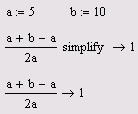 a := 5 b := 10
a + b − a
2a
simplify → 1
a + b − a
2a
→ 1